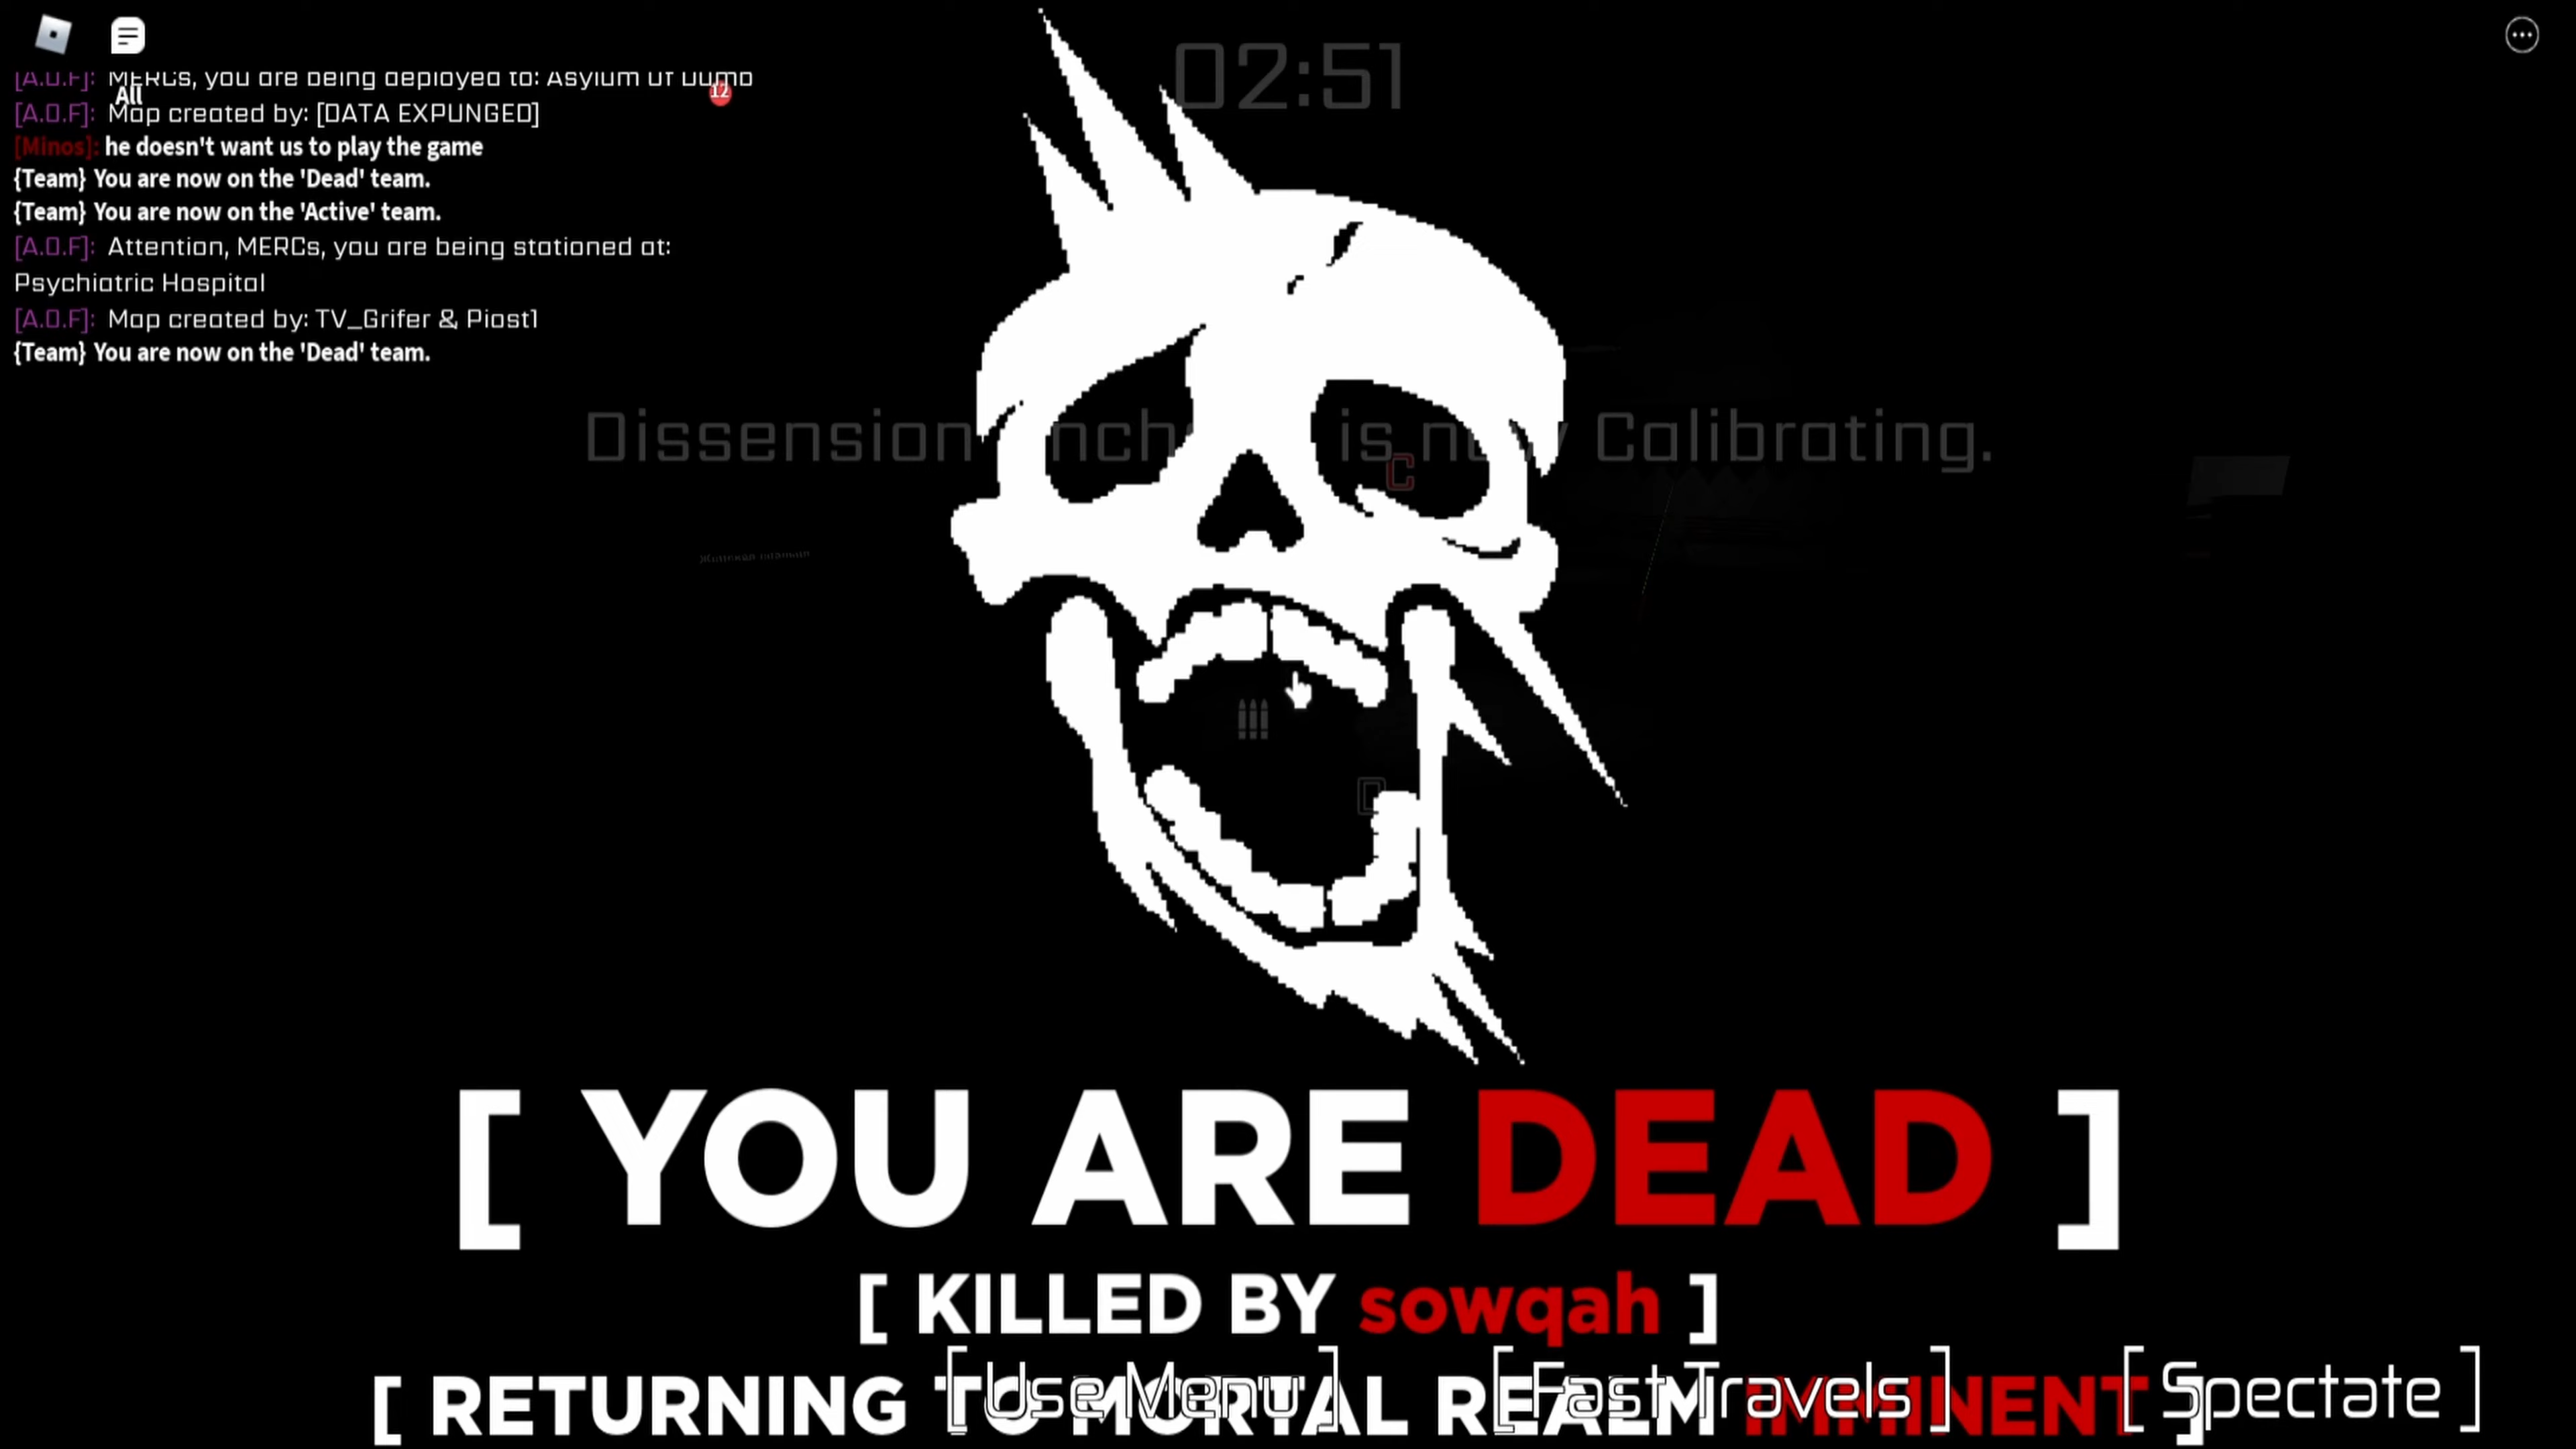 02:51
[A.O.F]: MERCs, you are being deployed to: Asylum of Dumb
All
12
[A.O.F]: Map created by: [DATA EXPUNGED]
[Minos]: he doesn't want us to play the game
{Team} You are now on the 'Dead' team.
{Team} You are now on the 'Active' team.
[A.O.F]: Attention, MERCs, you are being stationed at:
Psychiatric Hospital
[A.O.F]: Map created by: TV_Grifer & Piast1
{Team} You are now on the 'Dead' team.
Dissension is Calibrating.
C
D
[ YOU ARE DEAD ]
[ KILLED BY sowqah ]
[ RETURNING TO MORTAL REALM IMMINENT ]
[ Use Menu ] [ Fast Travels ] [ Spectate ]